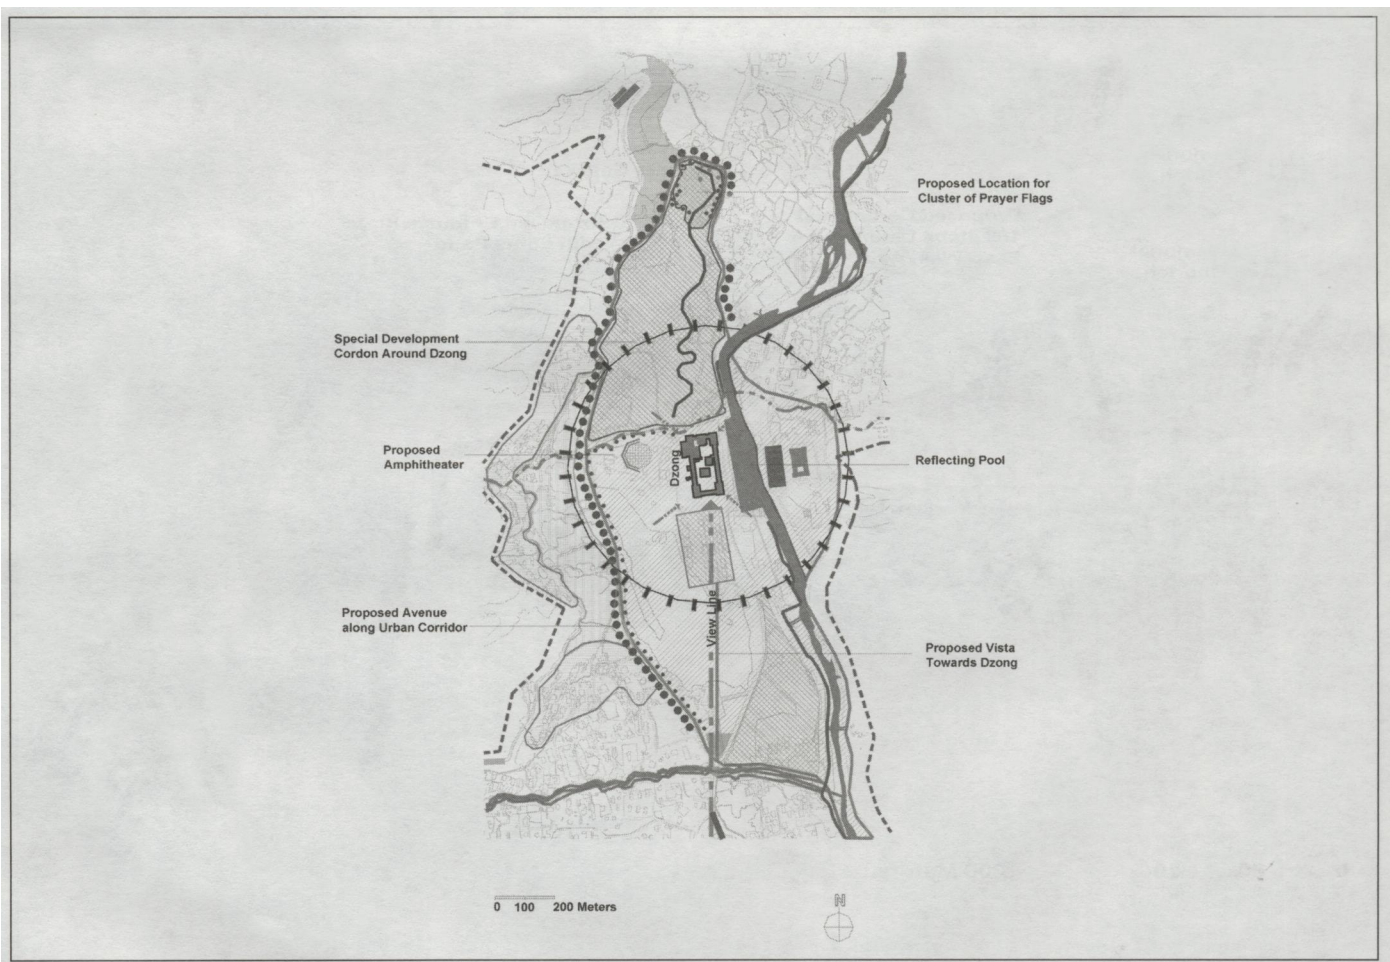 Proposed Location for
Cluster of Prayer Flags
Special Development
Cordon Around Dzong
Proposed
Amphitheater
Dzong
Reflecting Pool
Proposed Avenue
along Urban Corridor
View Line
Proposed Vista
Towards Dzong
0 100 200 Meters
N